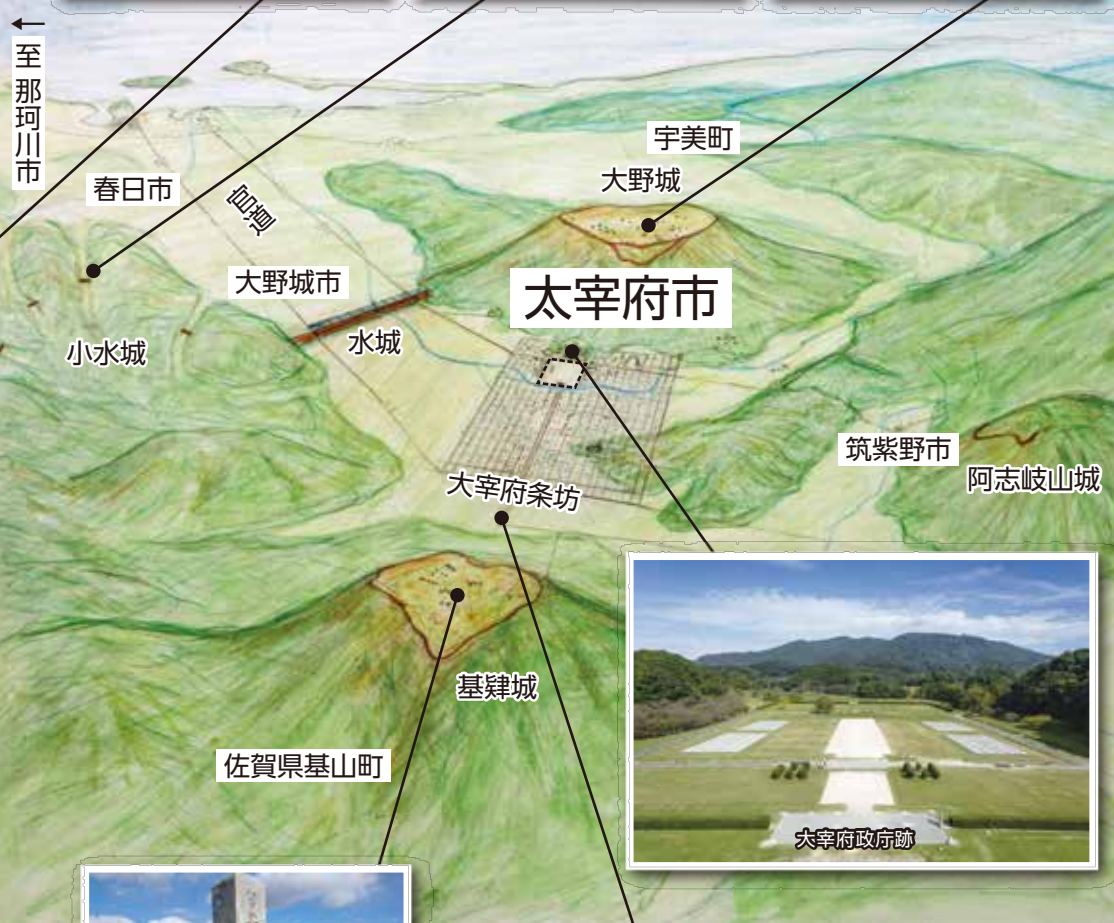 ←
至 那珂川市
春日市
官道
宇美町
大野城
大野城市
太宰府市
小水城
水城
筑紫野市
阿志岐山城
大宰府条坊
基肄城
佐賀県基山町
大宰府政庁跡